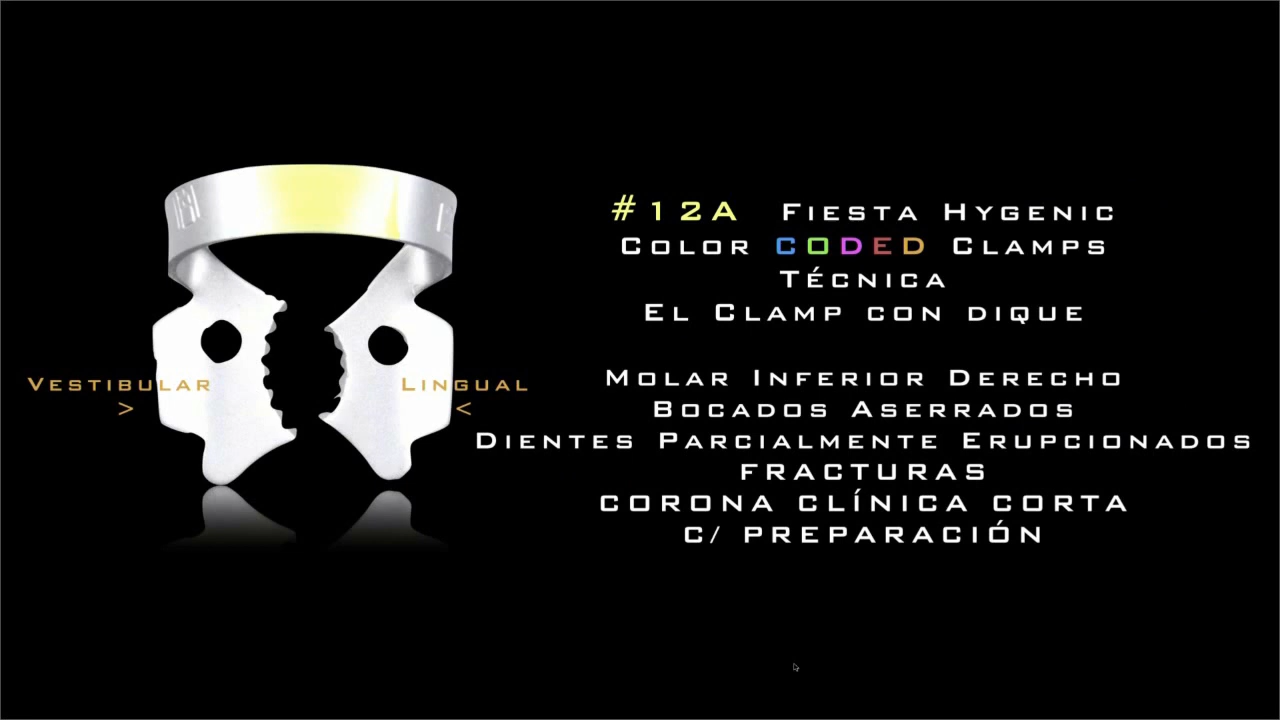 #12A Fiesta Hygenic
Color CODED Clamps
Técnica
El Clamp con dique
Vestibular
>
Lingual
<
Molar Inferior Derecho
Bocados Aserrados
Dientes Parcialmente Erupcionados
FRACTURAS
CORONA CLÍNICA CORTA
C/ PREPARACIÓN